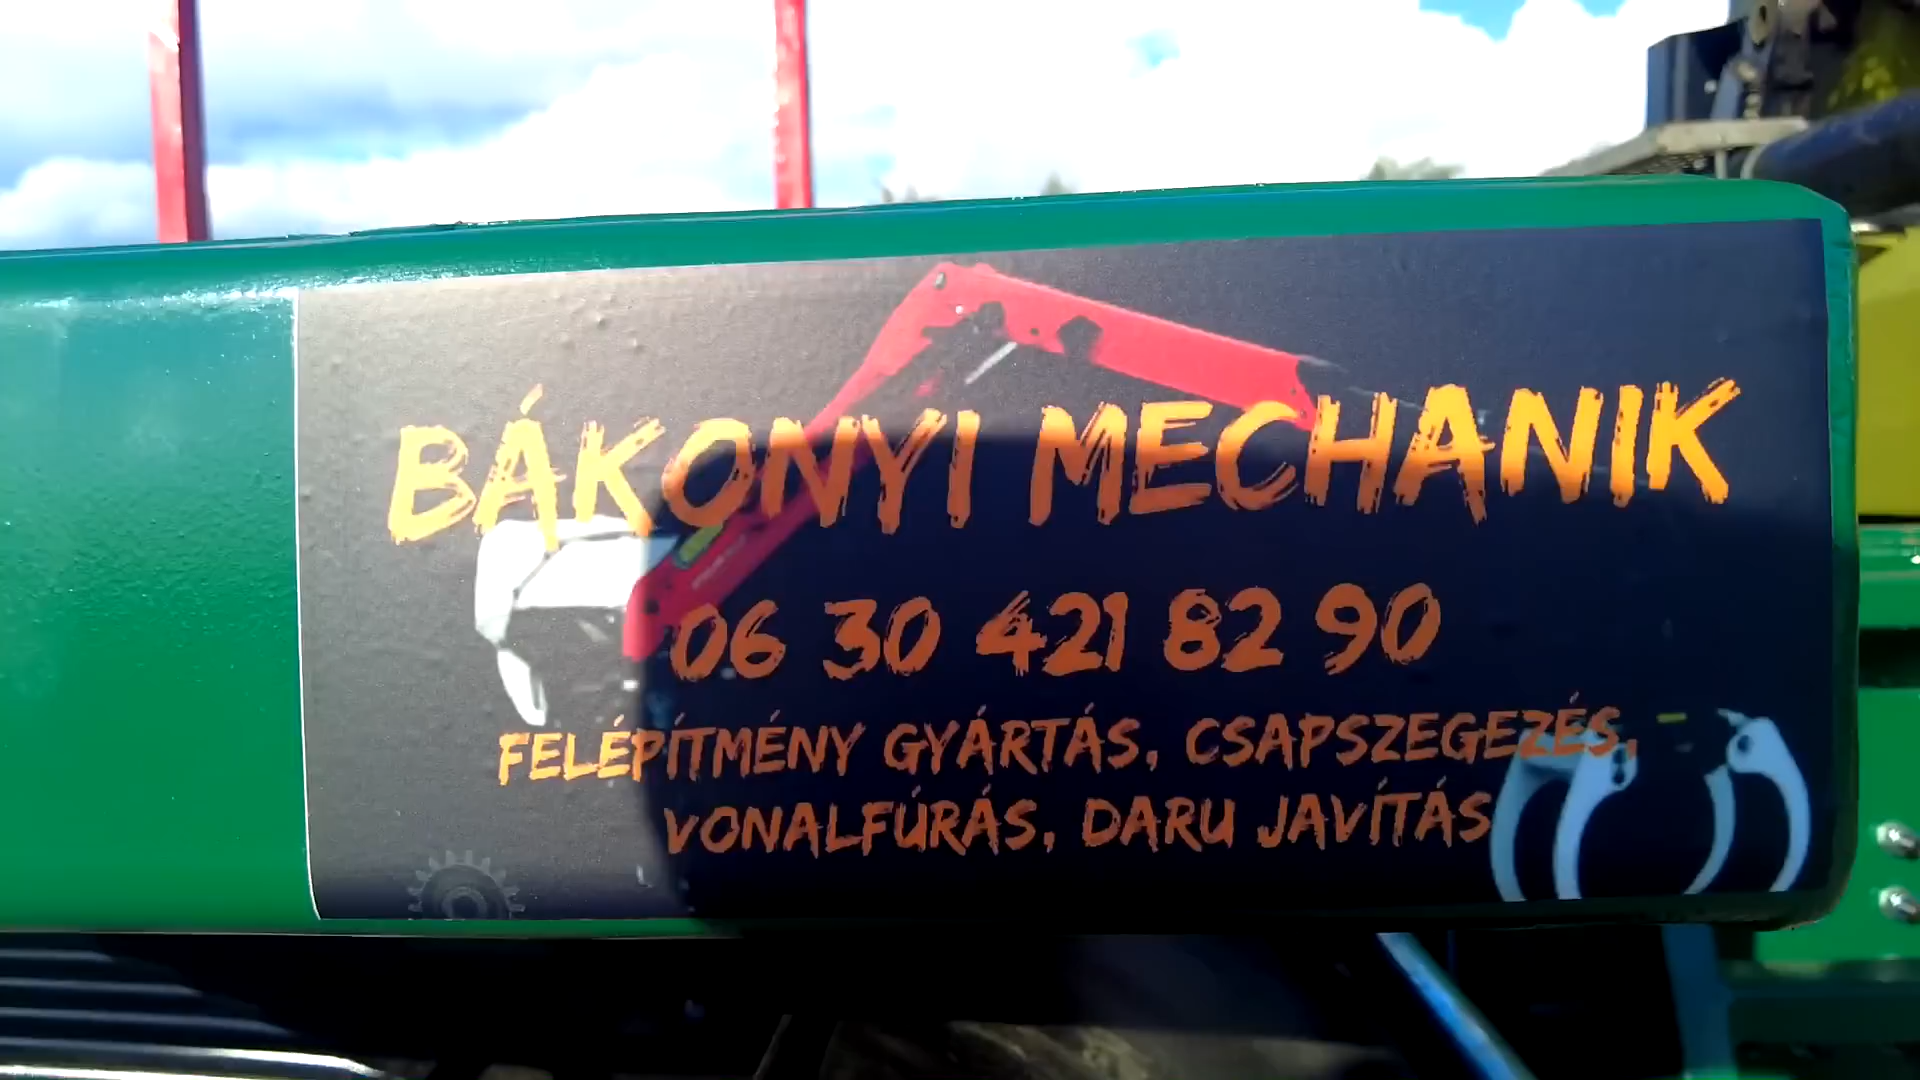 BÁKONYI MECHANIK
06 30 421 82 90
FELÉPÍTMÉNY GYÁRTÁS, CSAPSZEGEZÉS,
VONALFÚRÁS, DARU JAVÍTÁS